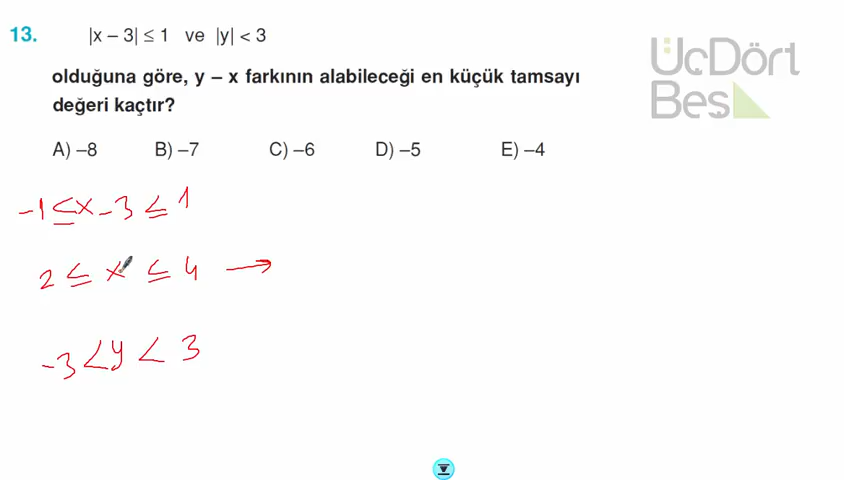 13. |x – 3| ≤ 1 ve |y| < 3
ÜçDört
Beş
olduğuna göre, y – x farkının alabileceği en küçük tamsayı
değeri kaçtır?
A) –8 B) –7 C) –6 D) –5 E) –4
-1 ≤ x - 3 ≤ 1
2 ≤ x ≤ 4 →
-3 < y < 3